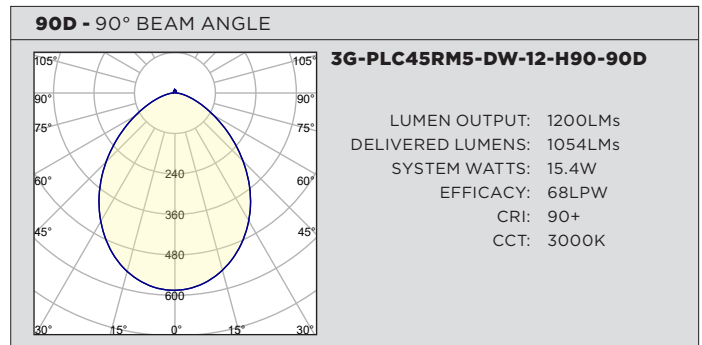 90D - 90° BEAM ANGLE
3G-PLC45RM5-DW-12-H90-90D
LUMEN OUTPUT: 1200LMs
DELIVERED LUMENS: 1054LMs
SYSTEM WATTS: 15.4W
EFFICACY: 68LPW
CRI: 90+
CCT: 3000K
105° 105°
90° 90°
75° 75°
240
60° 60°
360
45° 45°
480
600
30° 15° 0° 15° 30°